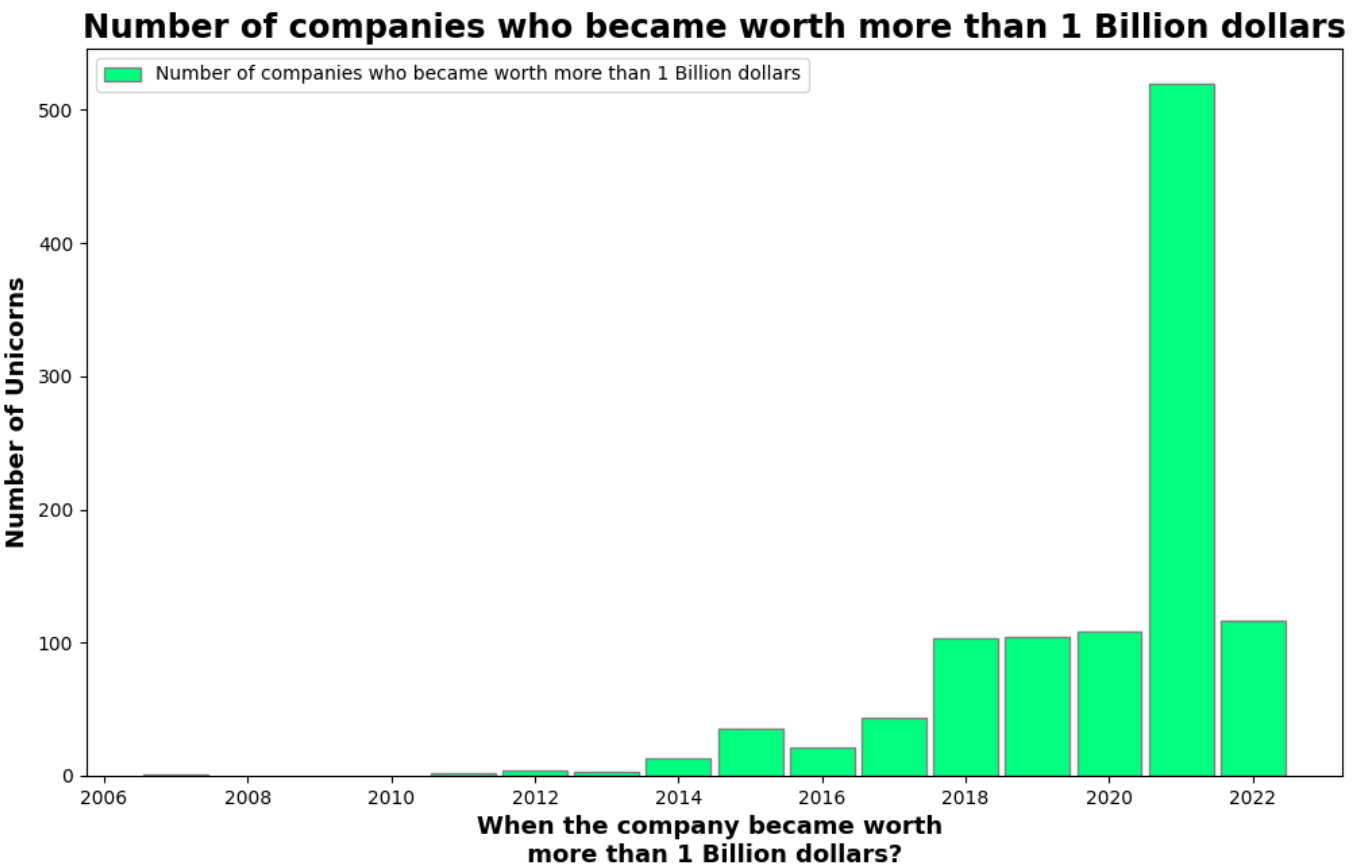 Number of companies who became worth more than 1 Billion dollars
Number of companies who became worth more than 1 Billion dollars
Number of Unicorns
500
400
300
200
100
0
2006 2008 2010 2012 2014 2016 2018 2020 2022
When the company became worth
more than 1 Billion dollars?